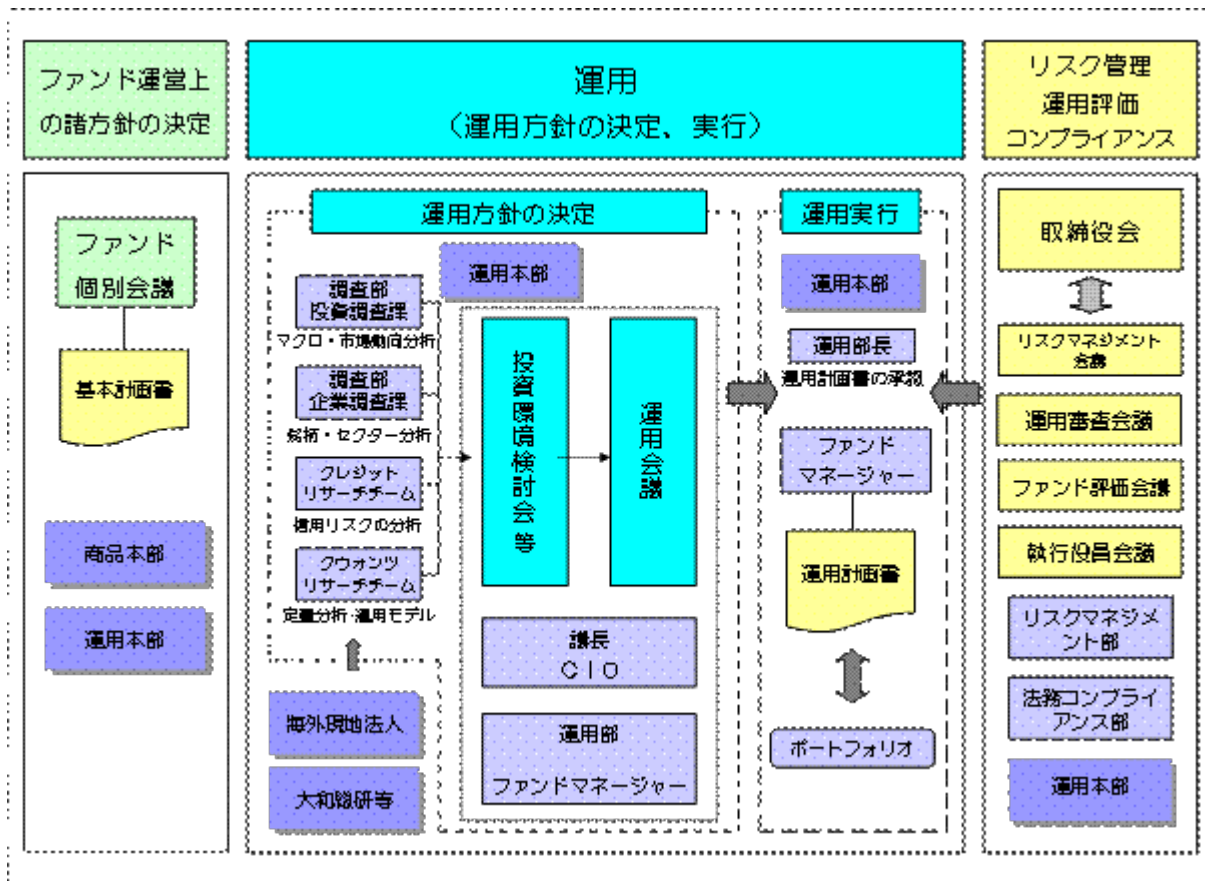 ファンド運営上
の諸方針の決定
運用
（運用方針の決定、実行）
リスク管理
運用評価
コンプライアンス
ファンド
個別会議
基本計画書
商品本部
運用本部
運用方針の決定
運用本部
調査部
投資調査課
マクロ・市場動向分析
調査部
企業調査課
銘柄・セクター分析
クレジット
リサーチチーム
信用リスクの分析
クウォンツ
リサーチチーム
定量分析・運用モデル
海外現地法人
大和総研等
投資環境検討会等
運用会議
議長
ＣＩＯ
運用部
ファンドマネージャー
運用実行
運用本部
運用部長
運用計画書の承認
ファンド
マネージャー
運用計画書
ポートフォリオ
取締役会
リスクマネジメント
会議
運用審査会議
ファンド評価会議
執行役員会議
リスクマネジメ
ント部
法務コンプライ
アンス部
運用本部